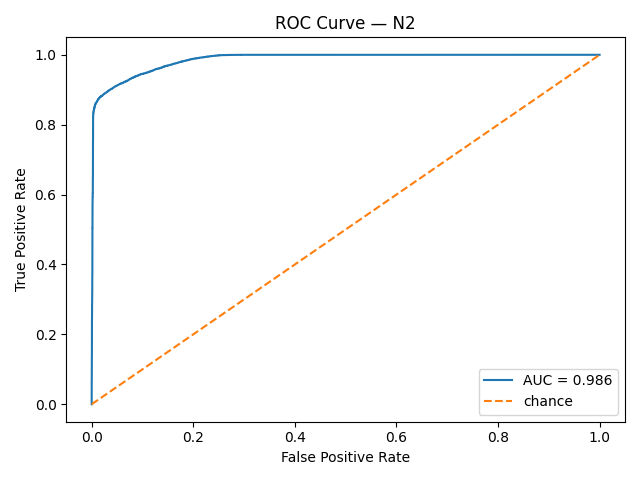 ROC Curve — N2
True Positive Rate
1.0
0.8
0.6
0.4
0.2
0.0
0.0 0.2 0.4 0.6 0.8 1.0
False Positive Rate
AUC = 0.986
chance